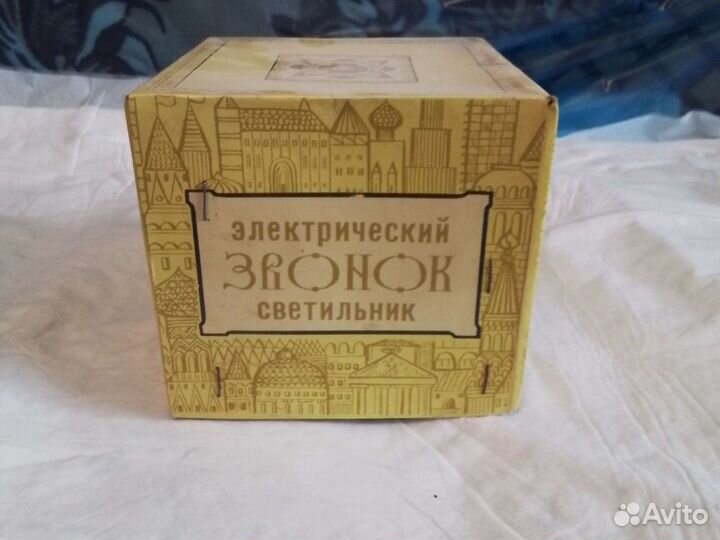 электрический
ЗВОНОК
светильник
Avito